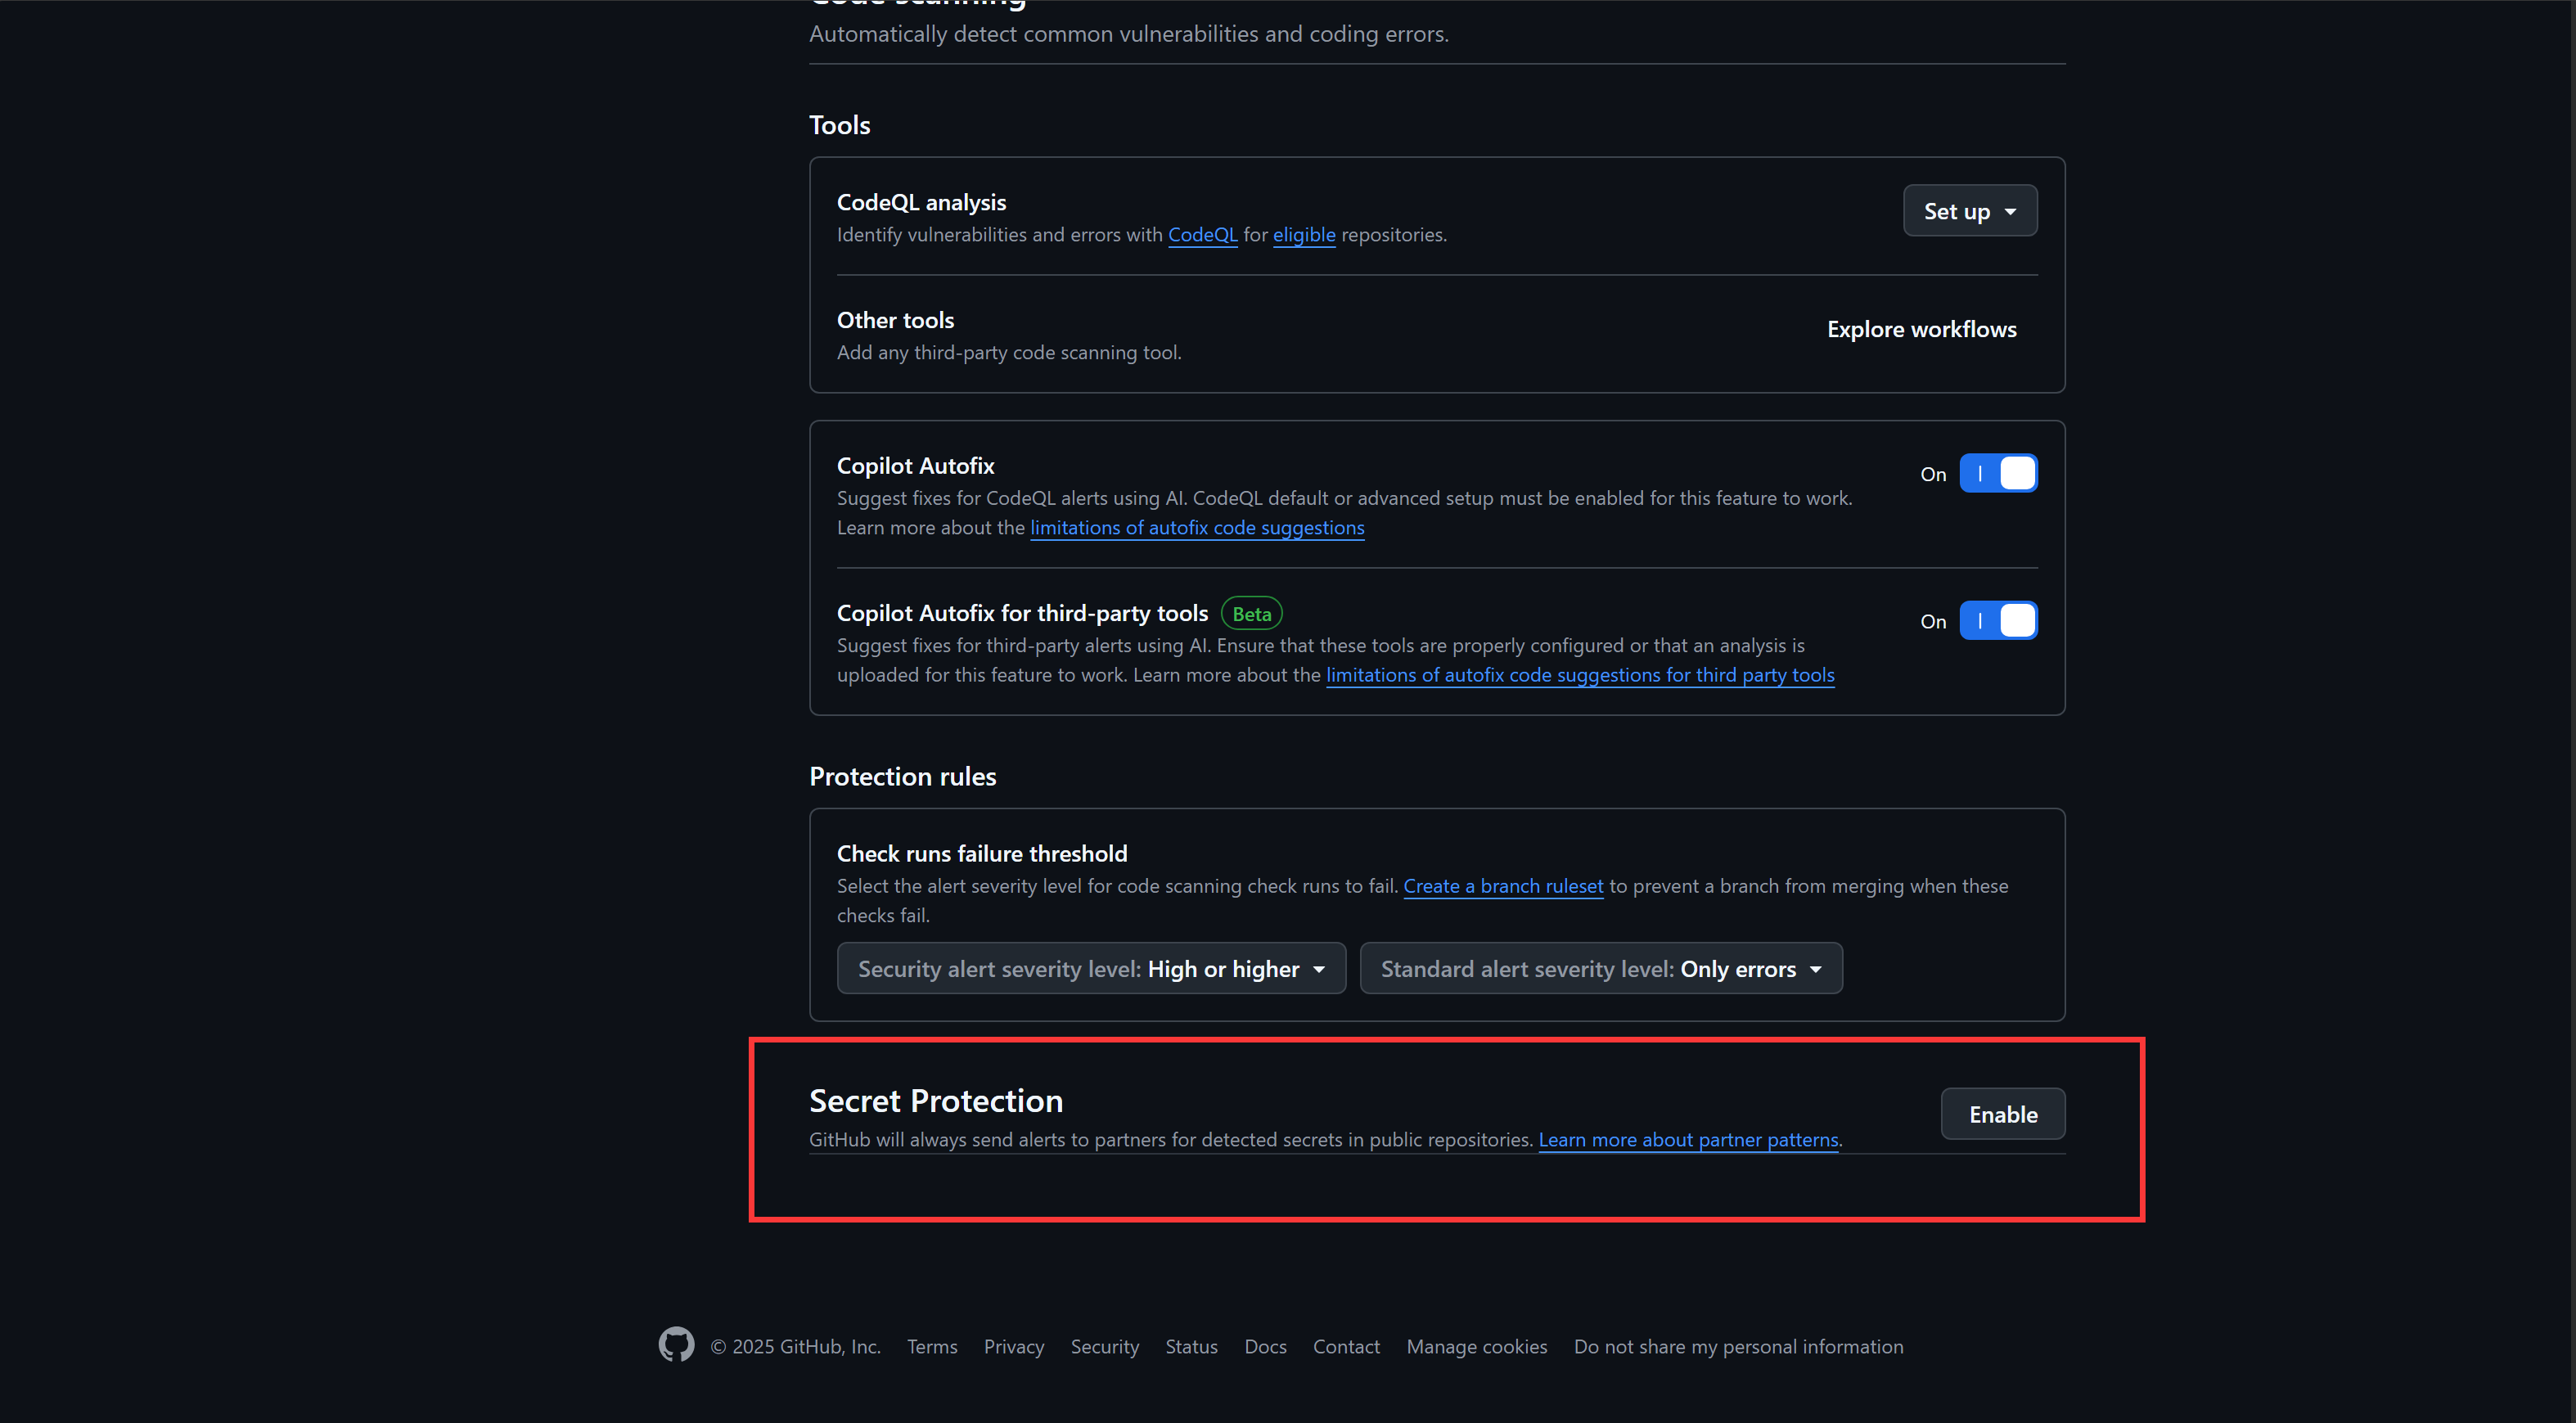 Code scanning
Automatically detect common vulnerabilities and coding errors.
Tools
CodeQL analysis
Set up
Identify vulnerabilities and errors with CodeQL for eligible repositories.
Other tools
Explore workflows
Add any third-party code scanning tool.
Copilot Autofix
On
Suggest fixes for CodeQL alerts using AI. CodeQL default or advanced setup must be enabled for this feature to work.
Learn more about the limitations of autofix code suggestions
Copilot Autofix for third-party tools Beta
On
Suggest fixes for third-party alerts using AI. Ensure that these tools are properly configured or that an analysis is
uploaded for this feature to work. Learn more about the limitations of autofix code suggestions for third party tools
Protection rules
Check runs failure threshold
Select the alert severity level for code scanning check runs to fail. Create a branch ruleset to prevent a branch from merging when these
checks fail.
Security alert severity level: High or higher Standard alert severity level: Only errors
Secret Protection
Enable
GitHub will always send alerts to partners for detected secrets in public repositories. Learn more about partner patterns.
© 2025 GitHub, Inc. Terms Privacy Security Status Docs Contact Manage cookies Do not share my personal information